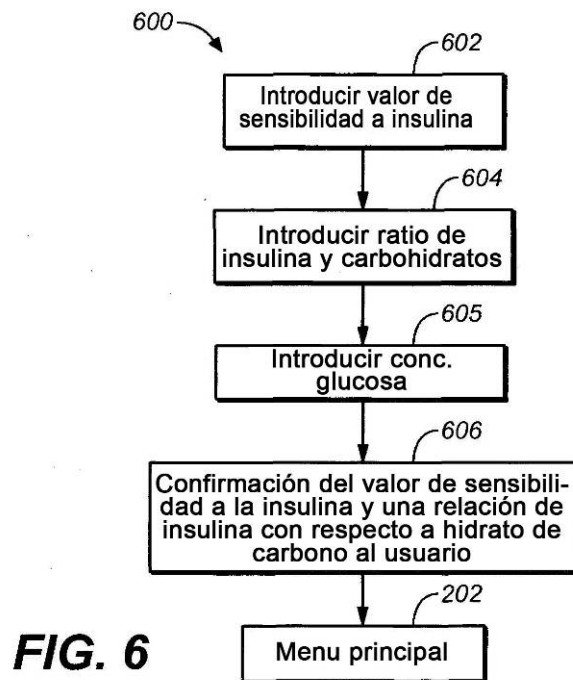 600
602
Introducir valor de
sensibilidad a insulina
604
Introducir ratio de
insulina y carbohidratos
605
Introducir conc.
glucosa
606
Confirmación del valor de sensibili-
dad a la insulina y una relación de
insulina con respecto a hidrato de
carbono al usuario
202
Menu principal
FIG. 6